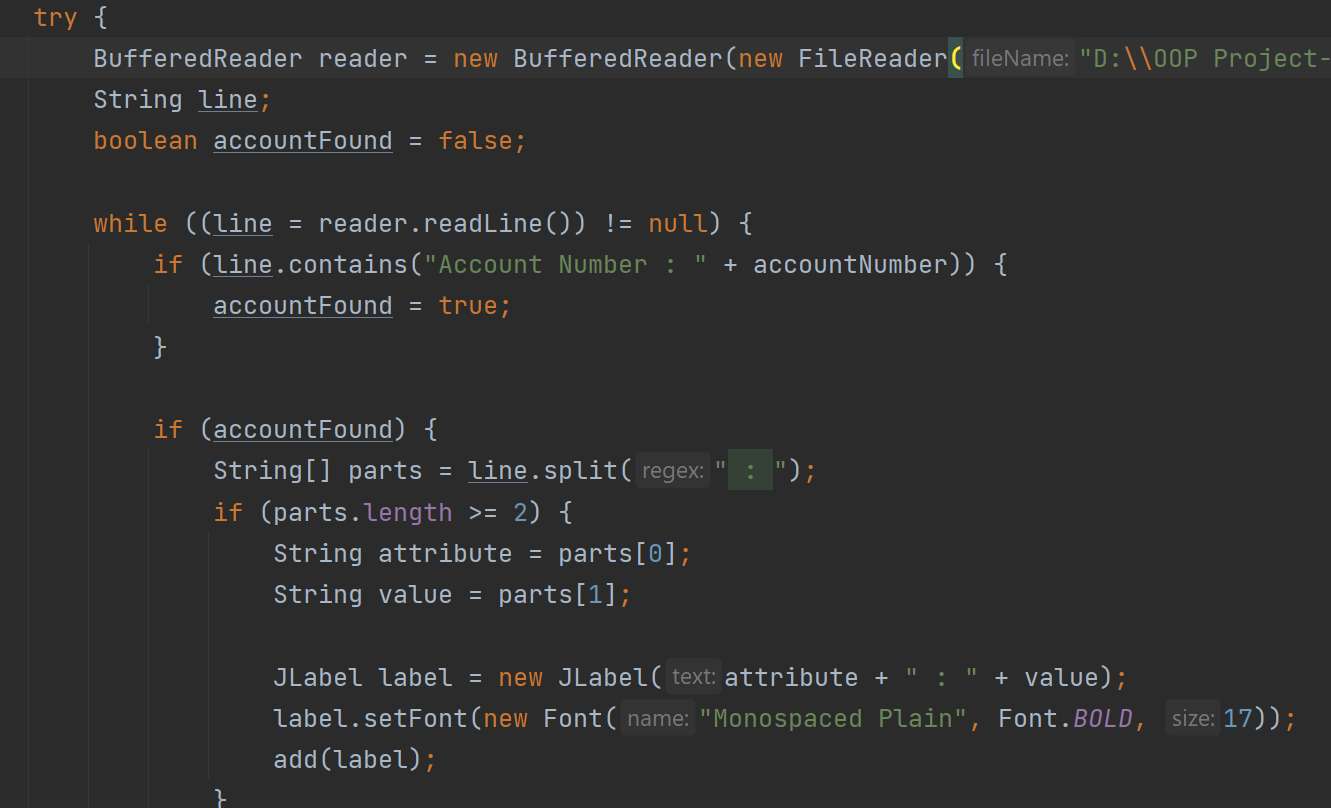 try {
BufferedReader reader = new BufferedReader(new FileReader( fileName: "D:\\OOP Project-
String line;
boolean accountFound = false;
while ((line = reader.readLine()) != null) {
if (line.contains("Account Number : " + accountNumber)) {
accountFound = true;
}
if (accountFound) {
String[] parts = line.split( regex: " : ");
if (parts.length >= 2) {
String attribute = parts[0];
String value = parts[1];
JLabel label = new JLabel( text: attribute + " : " + value);
label.setFont(new Font( name: "Monospaced Plain", Font.BOLD, size: 17));
add(label);
}